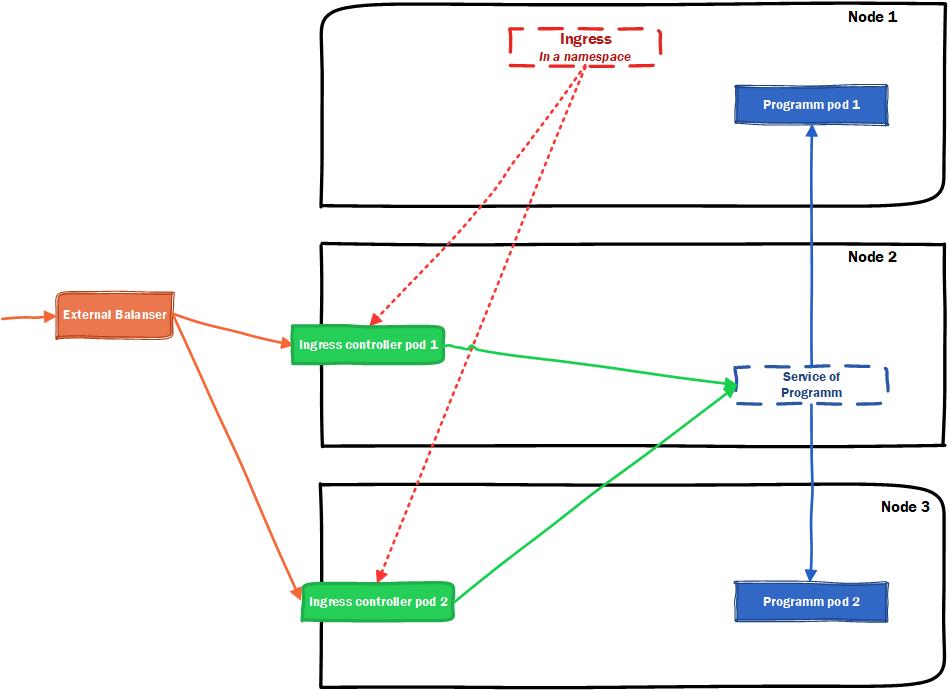 Node 1
Ingress
In a namespace
Programm pod 1
Node 2
External Balanser
Ingress controller pod 1
Service of
Programm
Node 3
Ingress controller pod 2
Programm pod 2